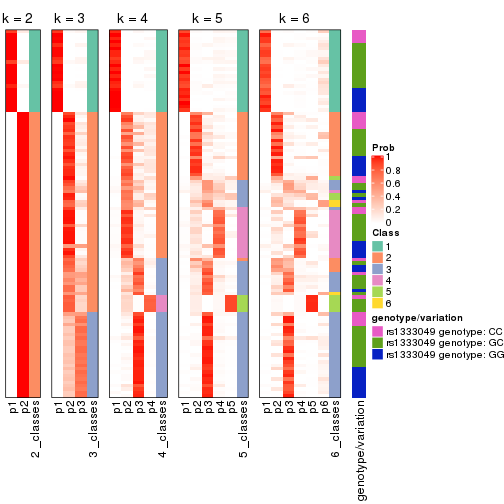 k = 2
k = 3
k = 4
k = 5
k = 6
Prob
1
0.8
0.6
0.4
0.2
0
Class
1
2
3
4
5
6
genotype/variation
rs1333049 genotype: CC
rs1333049 genotype: GC
rs1333049 genotype: GG
p1
p2
2_classes
p1
p2
p3
3_classes
p1
p2
p3
p4
4_classes
p1
p2
p3
p4
p5
5_classes
p1
p2
p3
p4
p5
p6
6_classes
genotype/variation